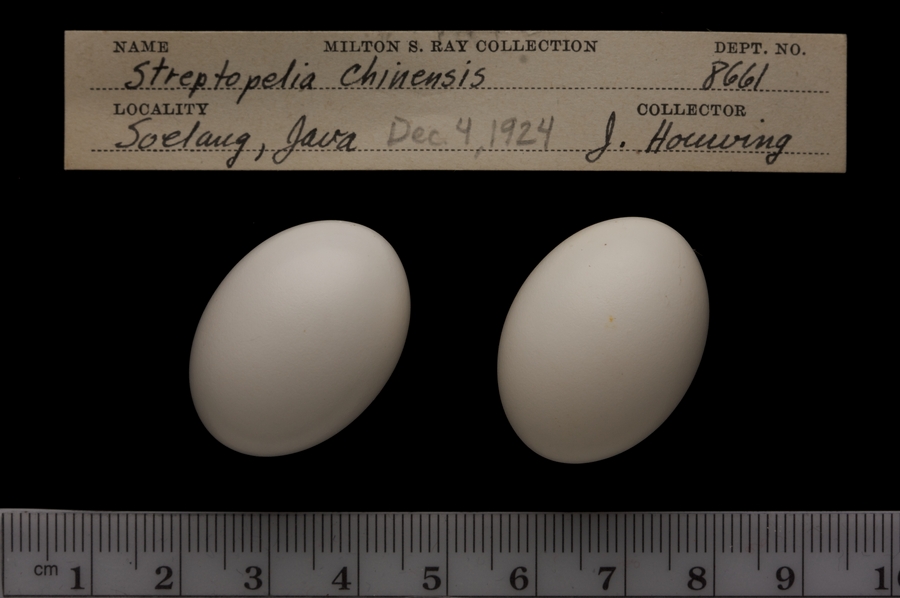 NAME MILTON S. RAY COLLECTION DEPT. NO.
Streptopelia Chinensis 8661
LOCALITY COLLECTOR
Soelang, Java Dec. 4, 1924 J. Houwing
cm 1 2 3 4 5 6 7 8 9 1